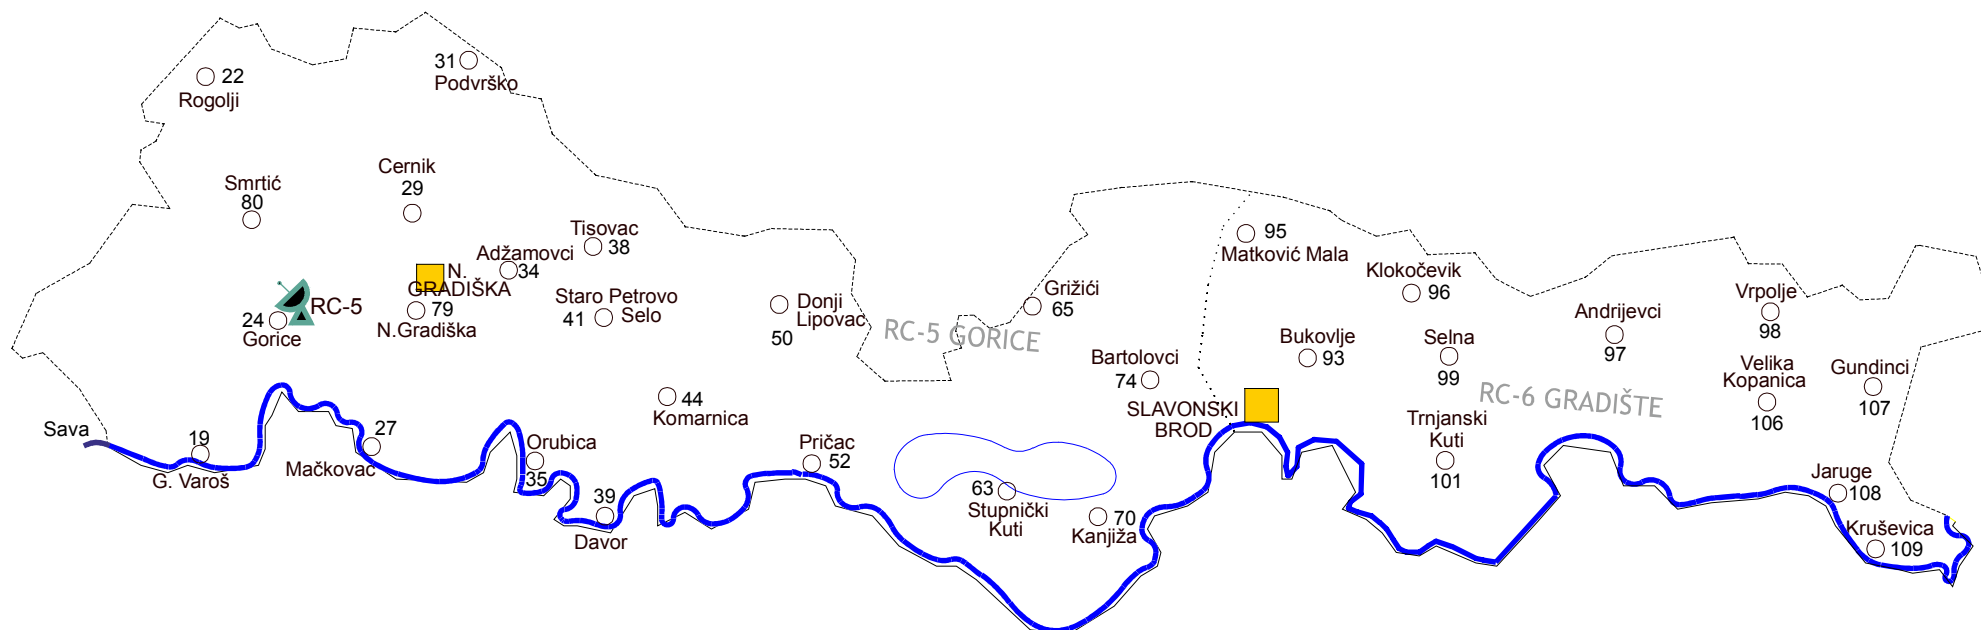 31
Podvrško
22
Rogolji
Cernik
29
Smrtić
80
Tisovac
38
Adžamovci
34
N.
GRADIŠKA
79
N.Gradiška
RC-5
24
Gorice
Staro Petrovo
Selo
41
Donji
Lipovac
50
RC-5 GORICE
Grižići
65
95
Matković Mala
Klokočevik
96
Bukovlje
93
Selna
99
Andrijevci
97
Vrpolje
98
Velika
Kopanica
106
Gundinci
107
RC-6 GRADIŠTE
Bartolovci
74
SLAVONSKI
BROD
Trnjanski
Kuti
101
44
Komarnica
Sava
19
G. Varoš
27
Mačkovac
Orubica
35
39
Davor
Pričac
52
63
Stupnički
Kuti
70
Kanjiža
Jaruge
108
Kruševica
109